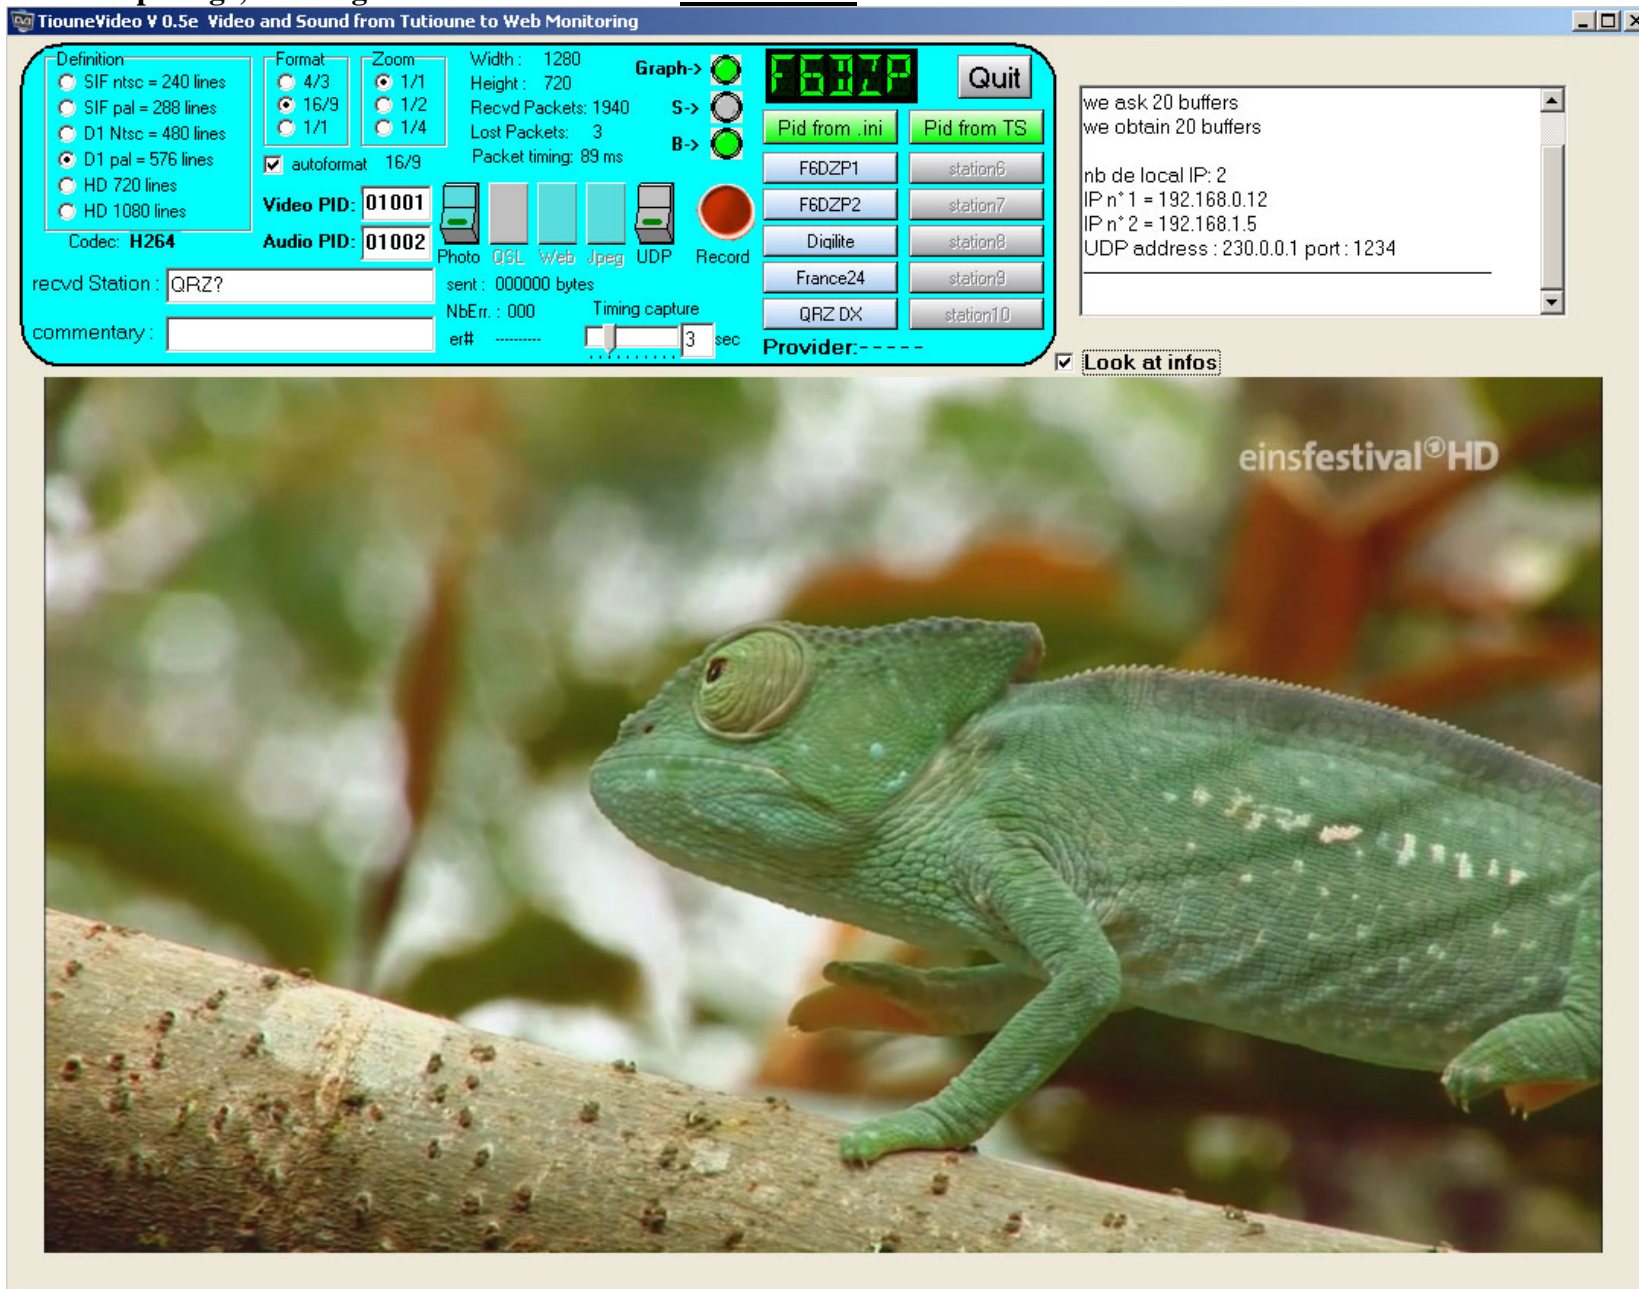 TiouneVideo V 0.5e Video and Sound from Tutioune to Web Monitoring
Definition
SIF ntsc = 240 lines
SIF pal = 288 lines
D1 Ntsc = 480 lines
D1 pal = 576 lines
HD 720 lines
HD 1080 lines
Codec: H264
Format
4/3
16/9
1/1
Zoom
1/1
1/2
1/4
autoformat 16/9
Width : 1280
Height : 720
Recvd Packets: 1940
Lost Packets: 3
Packet timing: 89 ms
Graph->
S->
B->
Video PID: 01001
Audio PID: 01002
Photo QSL Web Jpeg UDP Record
recvd Station : QRZ?
commentary :
sent : 000000 bytes
NbErr. : 000
er# ---------
Timing capture
3 sec
F6DZP
Quit
Pid from .ini Pid from TS
F6DZP1 station6
F6DZP2 station7
Digilite station8
France24 station9
QRZ DX station10
Provider:-----
we ask 20 buffers
we obtain 20 buffers
nb de local IP: 2
IP n° 1 = 192.168.0.12
IP n° 2 = 192.168.1.5
UDP address : 230.0.0.1 port : 1234
Look at infos
einsfestival HD